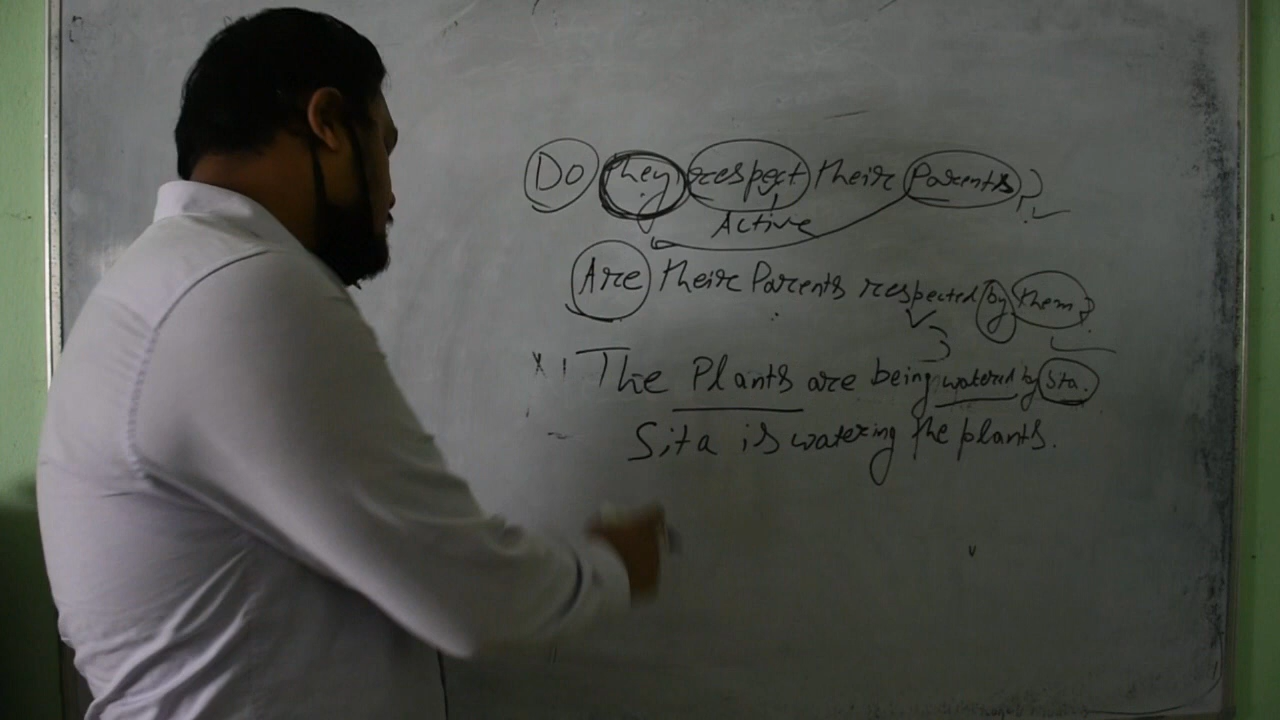 Do they respect their Parents?
Active
Are their Parents respected by them?
The Plants are being watered by Sita.
Sita is watering the plants.